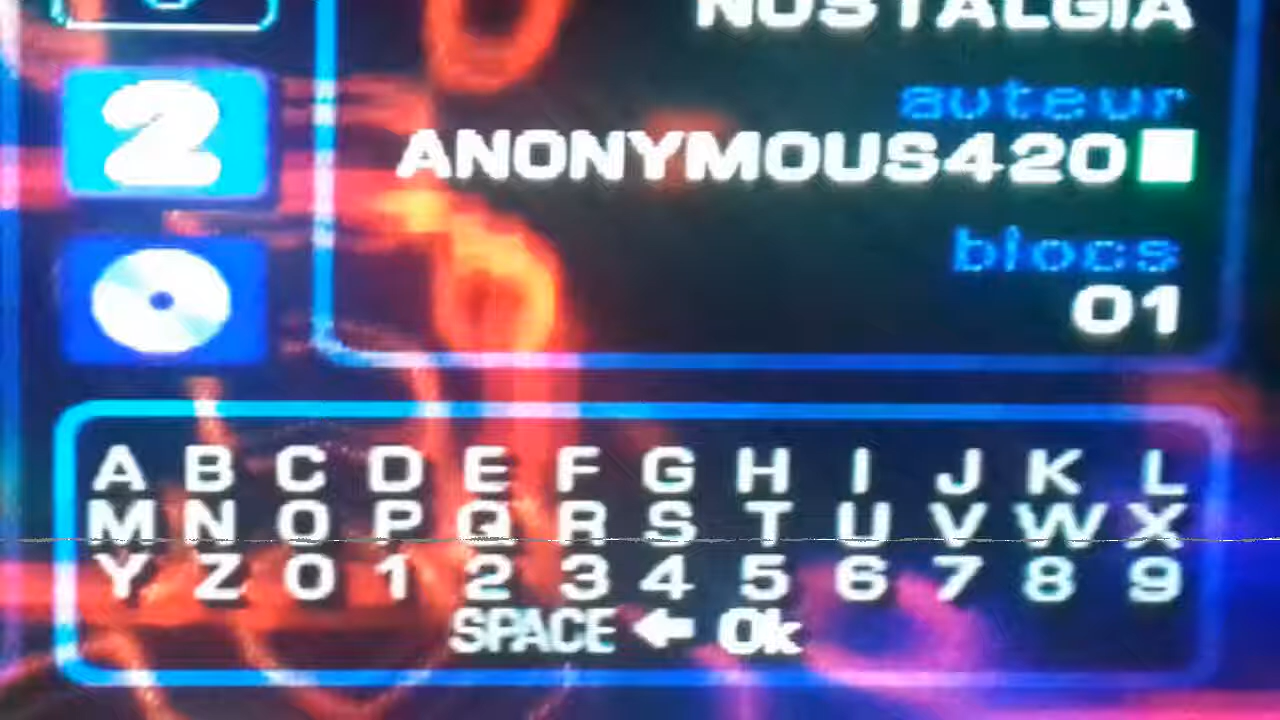 NOSTALGIA
2
auteur
ANONYMOUS420
blocs
01
A B C D E F G H I J K L
M N O P Q R S T U V W X
Y Z 0 1 2 3 4 5 6 7 8 9
SPACE ← Ok